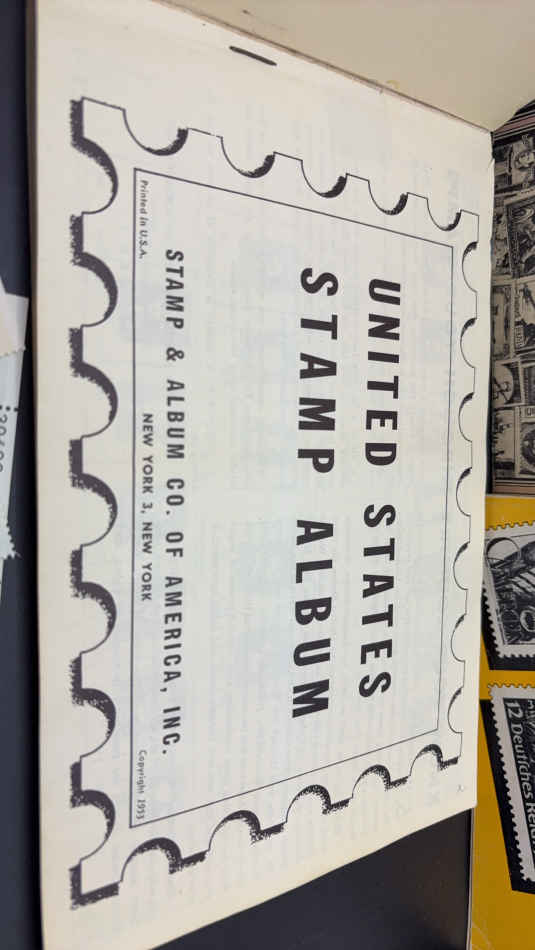 UNITED STATES
STAMP ALBUM
STAMP & ALBUM CO. OF AMERICA, INC.
NEW YORK 3, NEW YORK
Printed in U.S.A.
Copyright 1953
12 Deutsches Reich